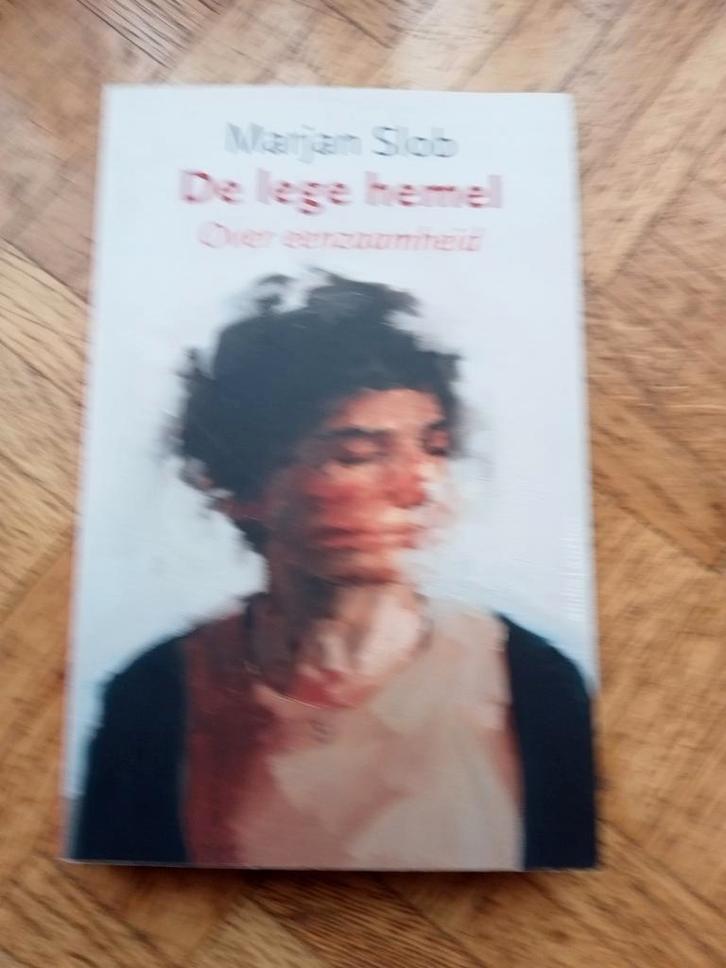 Marjan Slob
De lege hemel
Over eenzaamheid